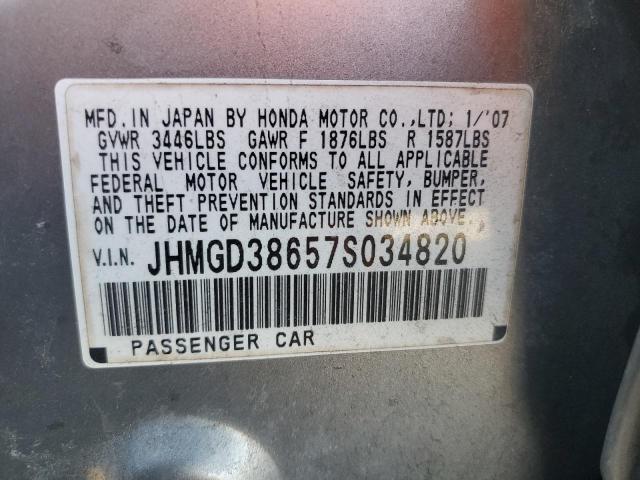 MFD. IN JAPAN BY HONDA MOTOR CO.,LTD; 1/'07
GVWR 3446LBS GAWR F 1876LBS R 1587LBS
THIS VEHICLE CONFORMS TO ALL APPLICABLE
FEDERAL MOTOR VEHICLE SAFETY, BUMPER,
AND THEFT PREVENTION STANDARDS IN EFFECT
ON THE DATE OF MANUFACTURE SHOWN ABOVE.
V.I.N. JHMGD38657S034820
PASSENGER CAR